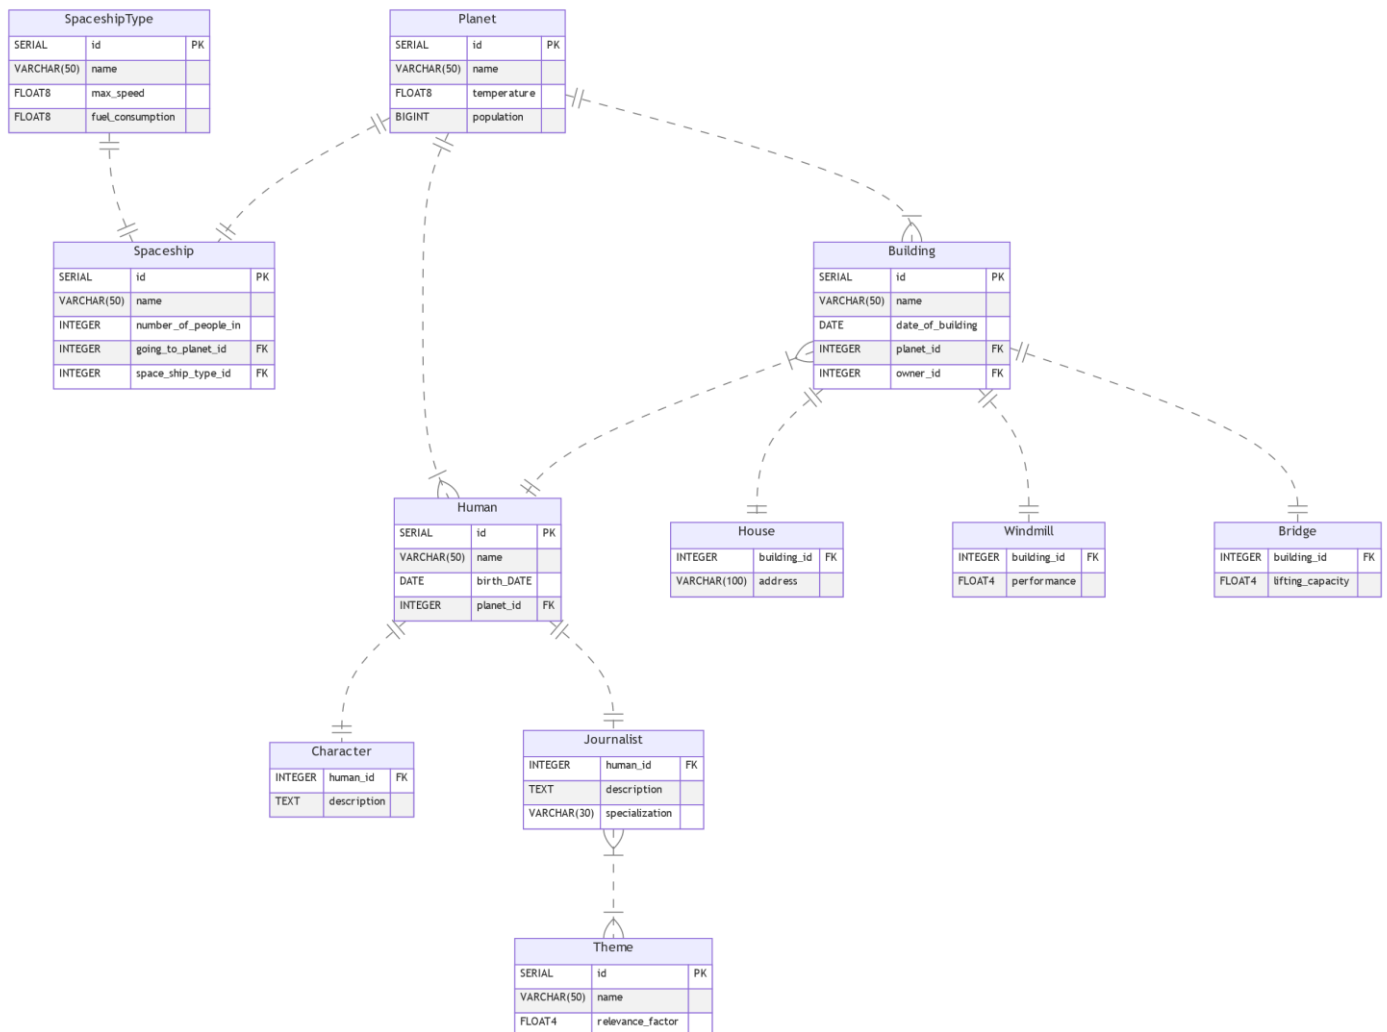 SpaceshipType
SERIAL id PK
VARCHAR(50) name
FLOAT8 max_speed
FLOAT8 fuel_consumption
Planet
SERIAL id PK
VARCHAR(50) name
FLOAT8 temperature
BIGINT population
Spaceship
SERIAL id PK
VARCHAR(50) name
INTEGER number_of_people_in
INTEGER going_to_planet_id FK
INTEGER space_ship_type_id FK
Building
SERIAL id PK
VARCHAR(50) name
DATE date_of_building
INTEGER planet_id FK
INTEGER owner_id FK
Human
SERIAL id PK
VARCHAR(50) name
DATE birth_DATE
INTEGER planet_id FK
House
INTEGER building_id FK
VARCHAR(100) address
Windmill
INTEGER building_id FK
FLOAT4 performance
Bridge
INTEGER building_id FK
FLOAT4 lifting_capacity
Character
INTEGER human_id FK
TEXT description
Journalist
INTEGER human_id FK
TEXT description
VARCHAR(30) specialization
Theme
SERIAL id PK
VARCHAR(50) name
FLOAT4 relevance_factor